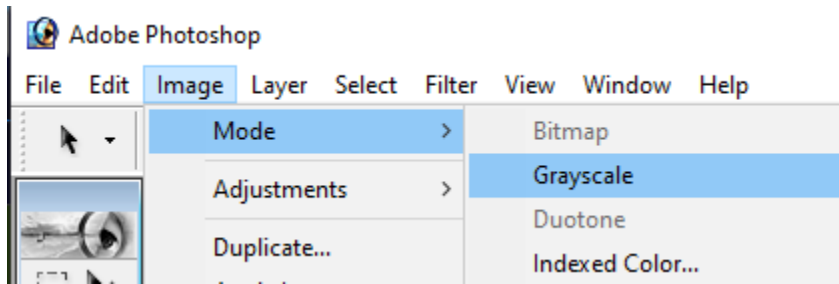 Adobe Photoshop
File Edit Image Layer Select Filter View Window Help
Mode
Bitmap
Grayscale
Adjustments
Duotone
Duplicate...
Indexed Color...